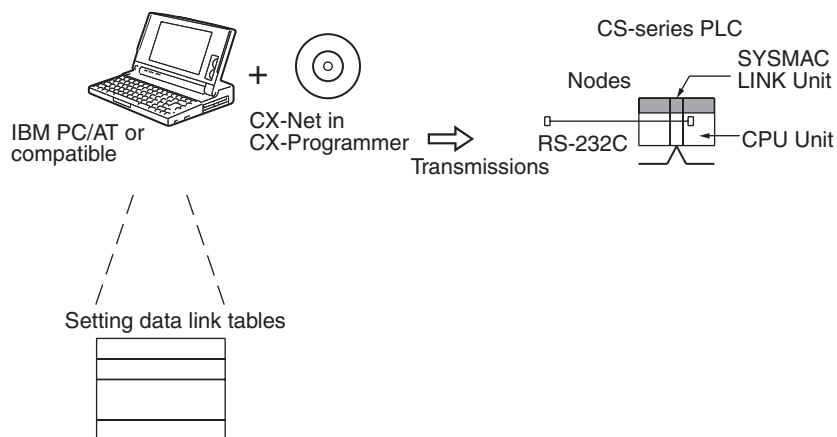 CS-series PLC
SYSMAC
LINK Unit
Nodes
IBM PC/AT or
compatible
+
CX-Net in
CX-Programmer
Transmissions
RS-232C
CPU Unit
Setting data link tables